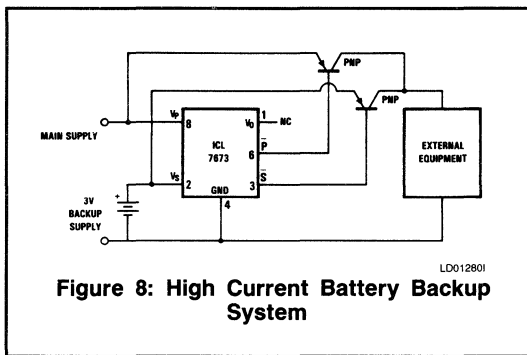 PNP
PNP
VP
8
VO
1
NC
MAIN SUPPLY
ICL
7673
P
6
EXTERNAL
EQUIPMENT
VS
2
S
3
GND
4
3V
BACKUP
SUPPLY
+
LD01280I
Figure 8: High Current Battery Backup
System